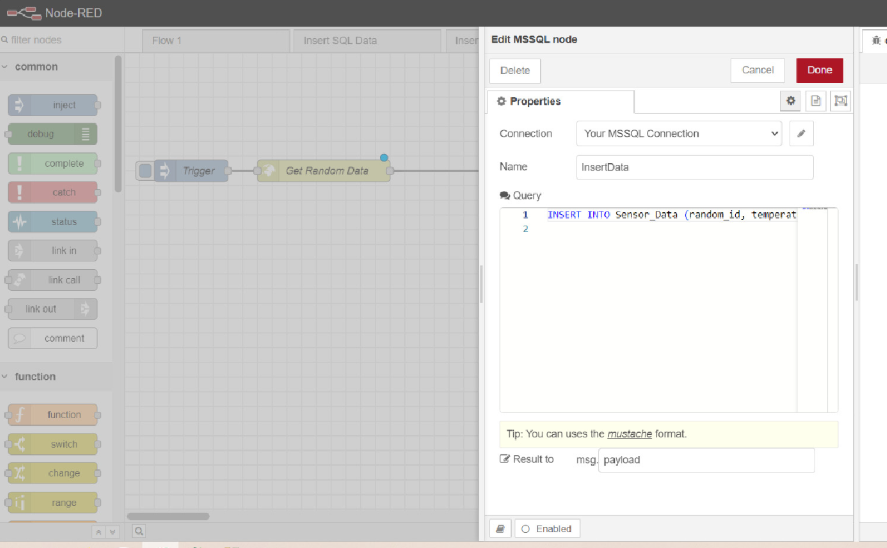 Node-RED
filter nodes
Flow 1
Insert SQL Data
Inser
Edit MSSQL node
Delete
Cancel
Done
Properties
Connection
Your MSSQL Connection
Name
InsertData
Query
1 INSERT INTO Sensor_Data (random_id, temperat
2
Tip: You can uses the mustache format.
Result to
msg. payload
Enabled
common
inject
debug
complete
catch
status
link in
link call
link out
comment
function
function
switch
change
range
Trigger
Get Random Data